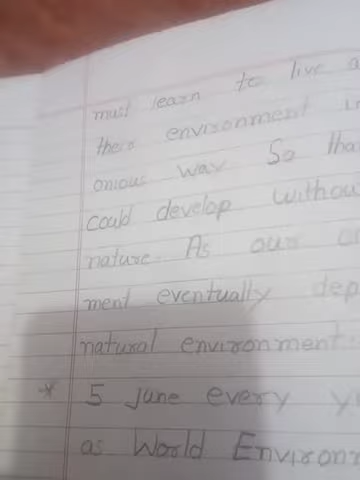 must learn to live a
their environment i
onious way. So tha
could develop withou
nature. As our
ment eventually dep
natural environment.
* 5 June every y
as World Environ